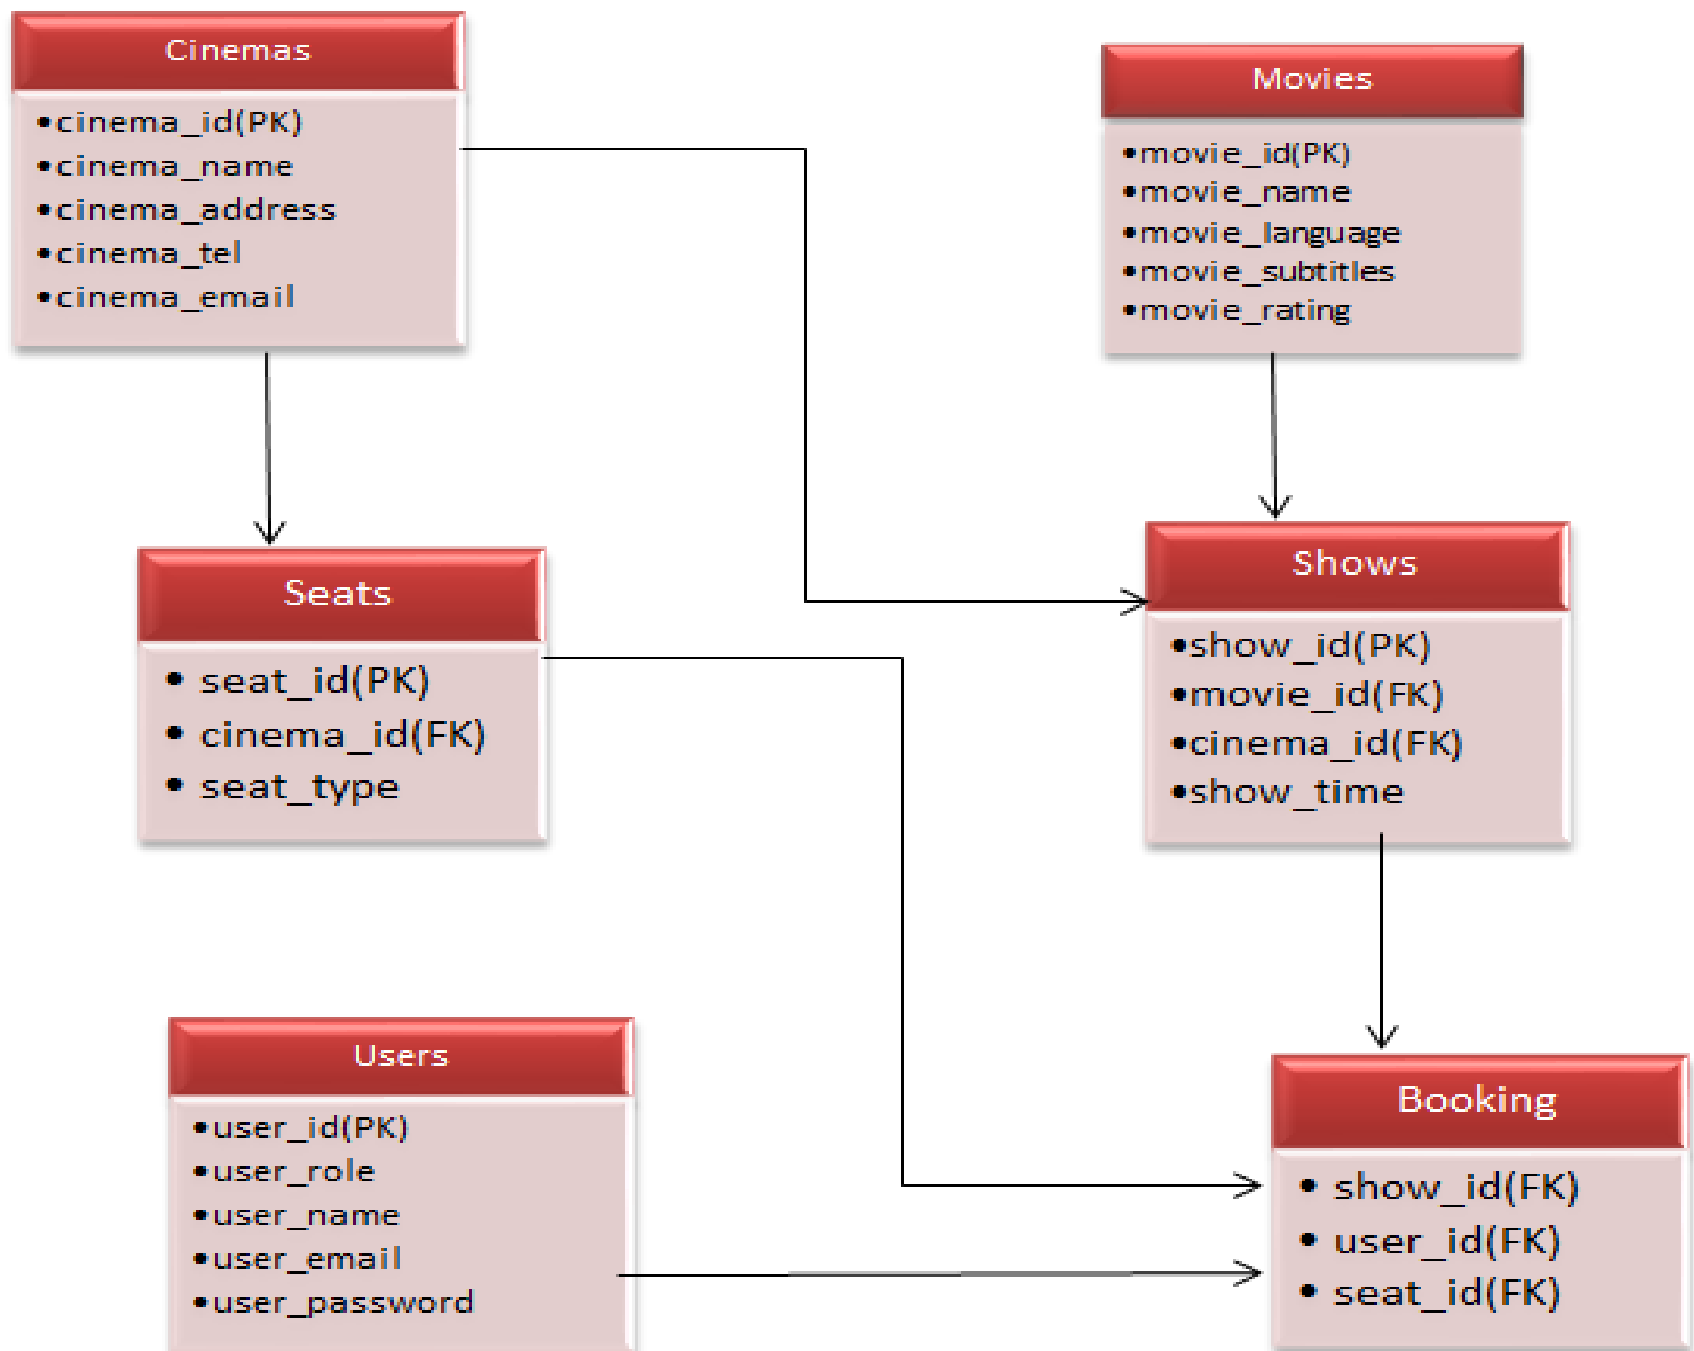 Cinemas
•cinema_id(PK)
•cinema_name
•cinema_address
•cinema_tel
•cinema_email
Movies
•movie_id(PK)
•movie_name
•movie_language
•movie_subtitles
•movie_rating
Seats
• seat_id(PK)
• cinema_id(FK)
• seat_type
Shows
•show_id(PK)
•movie_id(FK)
•cinema_id(FK)
•show_time
Users
•user_id(PK)
•user_role
•user_name
•user_email
•user_password
Booking
• show_id(FK)
• user_id(FK)
• seat_id(FK)